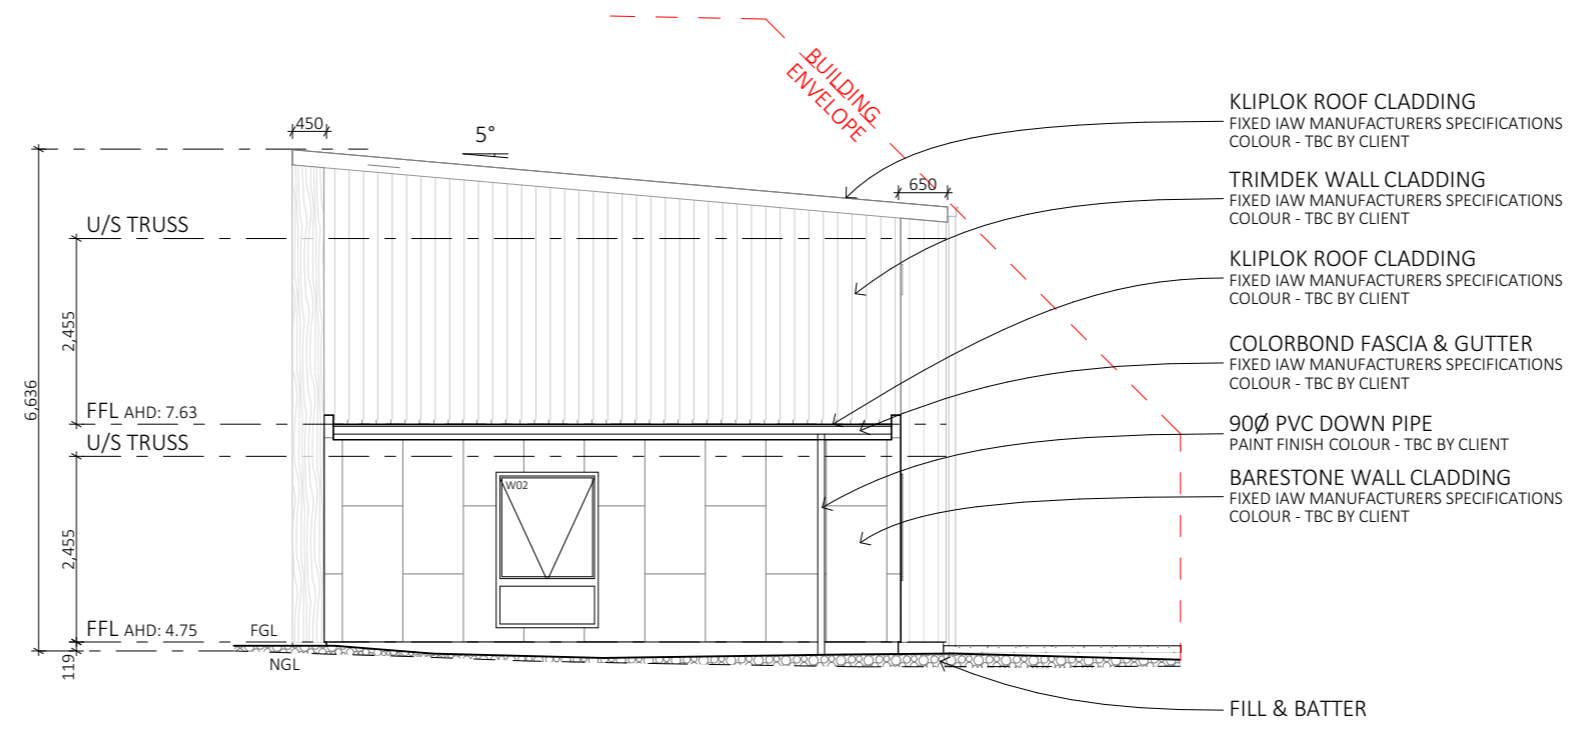 BUILDING
ENVELOPE
450
5°
650
6,636
U/S TRUSS
2,455
FFL AHD: 7.63
U/S TRUSS
2,455
FFL AHD: 4.75
FGL
NGL
119
W02
KLIPLOK ROOF CLADDING
FIXED IAW MANUFACTURERS SPECIFICATIONS
COLOUR - TBC BY CLIENT
TRIMDEK WALL CLADDING
FIXED IAW MANUFACTURERS SPECIFICATIONS
COLOUR - TBC BY CLIENT
KLIPLOK ROOF CLADDING
FIXED IAW MANUFACTURERS SPECIFICATIONS
COLOUR - TBC BY CLIENT
COLORBOND FASCIA & GUTTER
FIXED IAW MANUFACTURERS SPECIFICATIONS
COLOUR - TBC BY CLIENT
90Ø PVC DOWN PIPE
PAINT FINISH COLOUR - TBC BY CLIENT
BARESTONE WALL CLADDING
FIXED IAW MANUFACTURERS SPECIFICATIONS
COLOUR - TBC BY CLIENT
FILL & BATTER